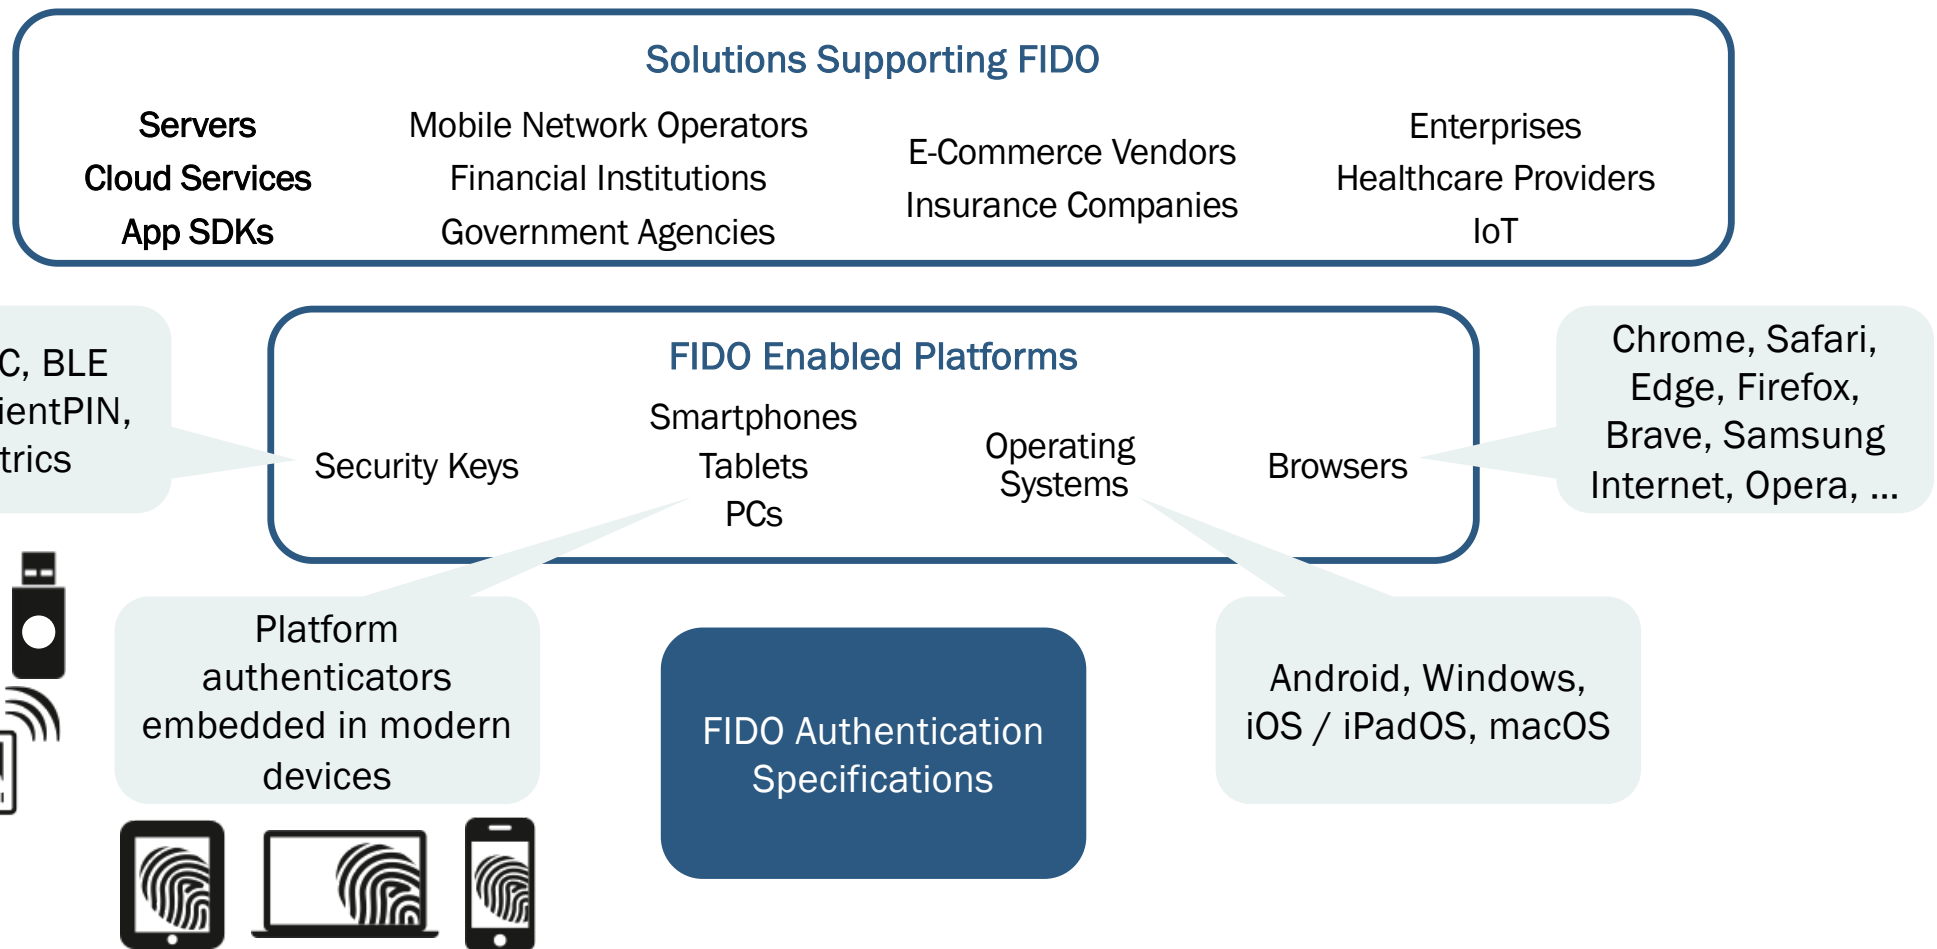 Solutions Supporting FIDO
Servers
Cloud Services
App SDKs
Mobile Network Operators
Financial Institutions
Government Agencies
E-Commerce Vendors
Insurance Companies
Enterprises
Healthcare Providers
IoT
C, BLE
ientPIN,
trics
FIDO Enabled Platforms
Security Keys
Smartphones
Tablets
PCs
Operating
Systems
Browsers
Chrome, Safari,
Edge, Firefox,
Brave, Samsung
Internet, Opera, ...
Platform
authenticators
embedded in modern
devices
FIDO Authentication
Specifications
Android, Windows,
iOS / iPadOS, macOS